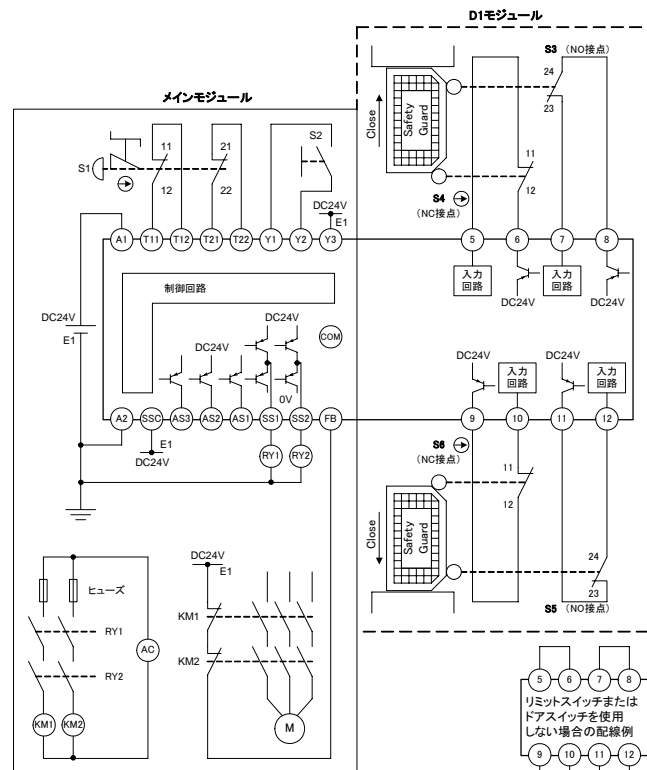 D1モジュール
メインモジュール
S3 (NO接点)
24
23
Close
Safety
Guard
11
12
S4
(NC接点)
S1
11
12
21
22
S2
DC24V
E1
A1
T11
T12
T21
T22
Y1
Y2
Y3
5
6
7
8
入力
回路
DC24V
入力
回路
DC24V
制御回路
DC24V
E1
DC24V
DC24V
COM
0V
DC24V
入力
回路
DC24V
入力
回路
A2
SSC
AS3
AS2
AS1
SS1
SS2
FB
9
10
11
12
E1
DC24V
RY1
RY2
S6
(NC接点)
11
12
Close
Safety
Guard
24
23
S5 (NO接点)
ヒューズ
RY1
RY2
AC
KM1
KM2
DC24V
E1
KM1
KM2
M
5
6
7
8
リミットスイッチまたは
ドアスイッチを使用
しない場合の配線例
9
10
11
12